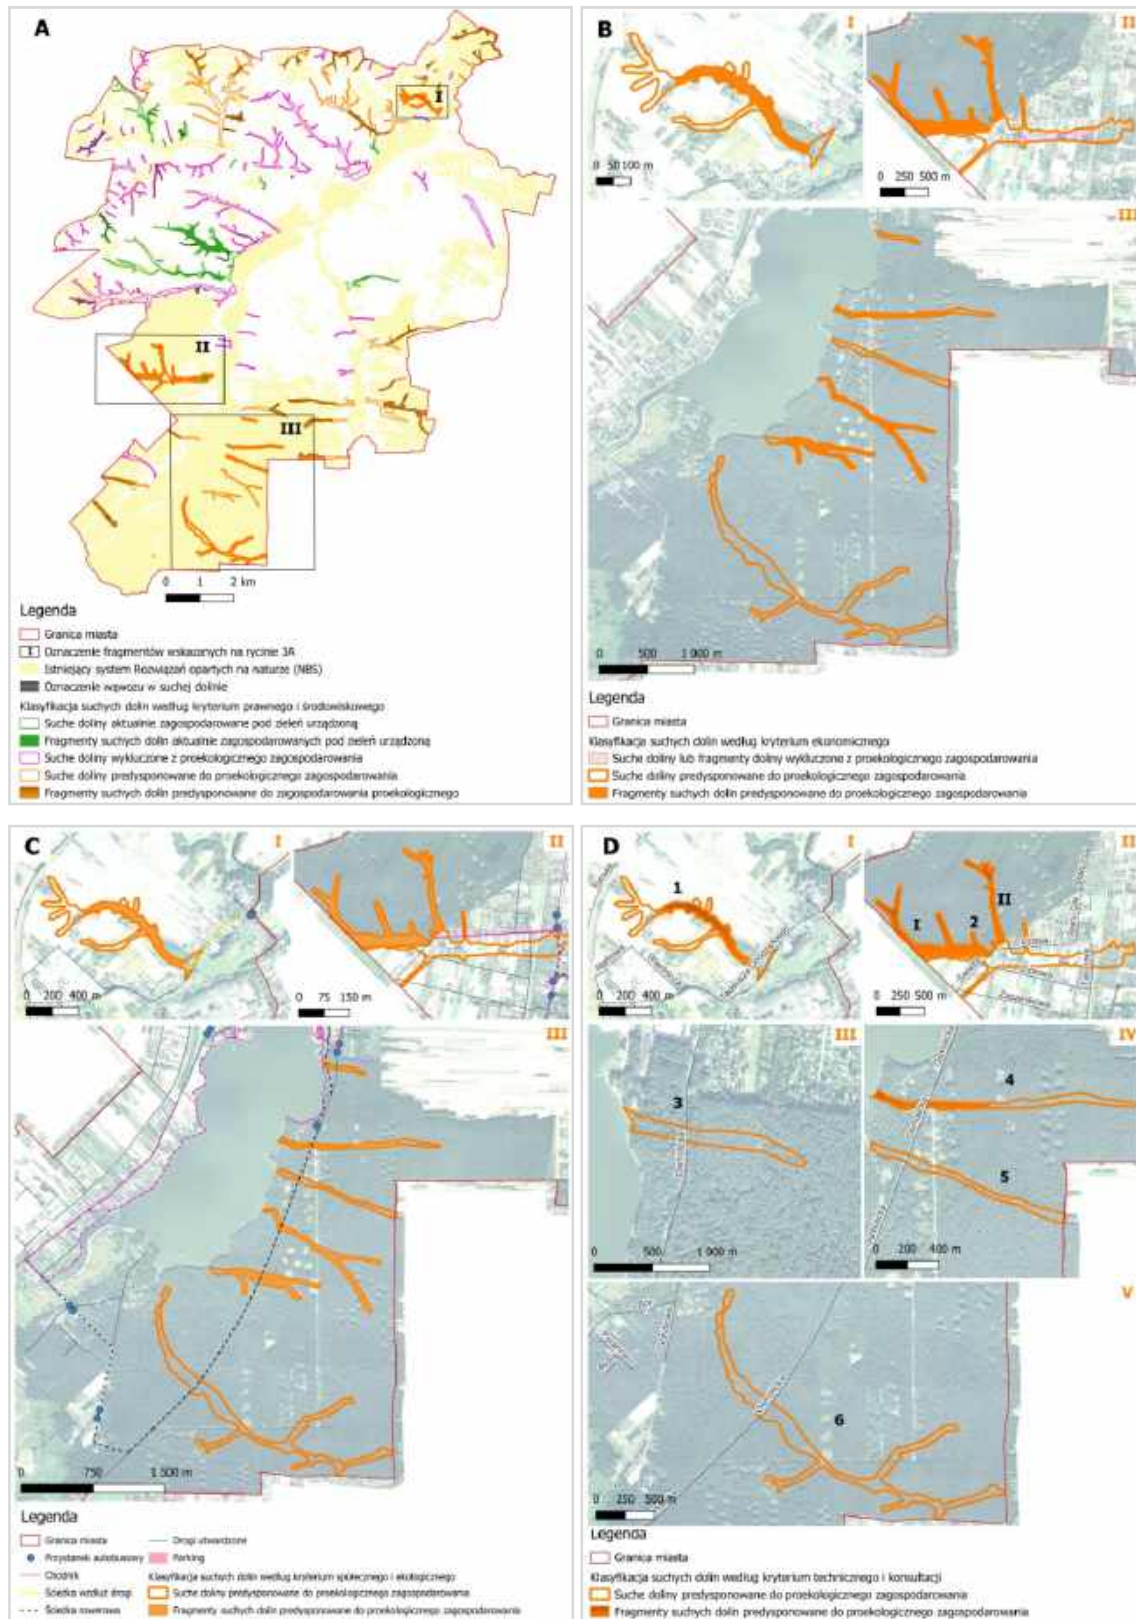 A
I
II
III
0 1 2 km
Legenda
Granica miasta
I Oznaczenie fragmentów wskazanych na rycinie 3A
Istniejący system Rozwiązań opartych na naturze (NBS)
Oznaczenie wąwozu w suchej dolinie
Klasyfikacja suchych dolin według kryterium prawnego i środowiskowego
Suche doliny aktualnie zagospodarowane pod zieleń urządzoną
Fragmenty suchych dolin aktualnie zagospodarowanych pod zieleń urządzoną
Suche doliny wykluczone z proekologicznego zagospodarowania
Suche doliny predysponowane do proekologicznego zagospodarowania
Fragmenty suchych dolin predysponowane do zagospodarowania proekologicznego
B
I
0 50 100 m
II
0 250 500 m
III
0 500 1 000 m
Legenda
Granica miasta
Klasyfikacja suchych dolin według kryterium ekonomicznego
Suche doliny lub fragmenty doliny wykluczone z proekologicznego zagospodarowania
Suche doliny predysponowane do proekologicznego zagospodarowania
Fragmenty suchych dolin predysponowane do proekologicznego zagospodarowania
C
I
0 200 400 m
II
0 75 150 m
III
0 750 1 500 m
Legenda
Granica miasta
Przystanek autobusowy
Chodnik
Ścieżka wzdłuż drogi
Ścieżka rowerowa
Drogi utwardzone
Parking
Klasyfikacja suchych dolin według kryterium społecznego i ekologicznego
Suche doliny predysponowane do proekologicznego zagospodarowania
Fragmenty suchych dolin predysponowane do proekologicznego zagospodarowania
D
I
1
0 200 400 m
II
I
2
II
0 250 500 m
III
3
0 500 1 000 m
IV
4
5
0 200 400 m
V
6
0 250 500 m
Legenda
Granica miasta
Klasyfikacja suchych dolin według kryterium technicznego i konsultacji
Suche doliny predysponowane do proekologicznego zagospodarowania
Fragmenty suchych dolin predysponowane do proekologicznego zagospodarowania